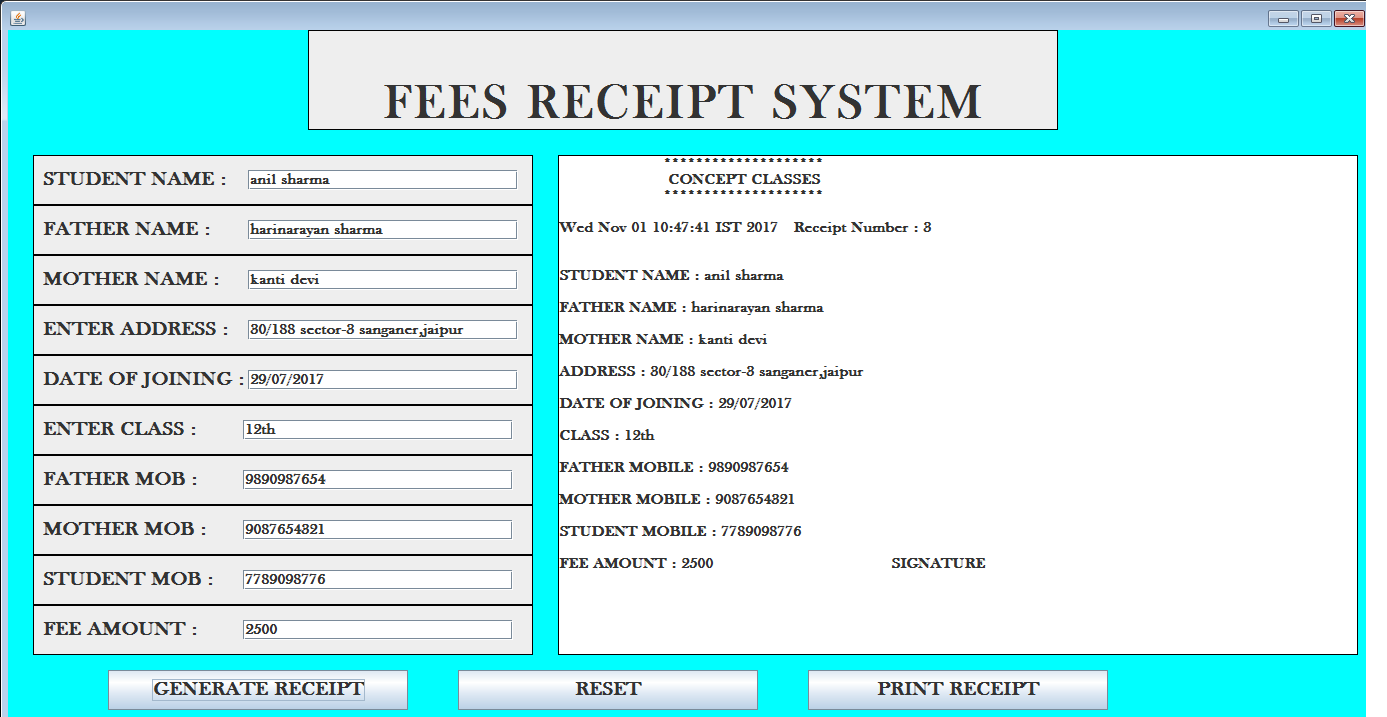 FEES RECEIPT SYSTEM
STUDENT NAME : anil sharma
FATHER NAME : harinarayan sharma
MOTHER NAME : kanti devi
ENTER ADDRESS : 30/188 sector-3 sanganer,jaipur
DATE OF JOINING : 29/07/2017
ENTER CLASS : 12th
FATHER MOB : 9890987654
MOTHER MOB : 9087654321
STUDENT MOB : 7789098776
FEE AMOUNT : 2500
********************
CONCEPT CLASSES
********************
Wed Nov 01 10:47:41 IST 2017 Receipt Number : 3
STUDENT NAME : anil sharma
FATHER NAME : harinarayan sharma
MOTHER NAME : kanti devi
ADDRESS : 30/188 sector-3 sanganer,jaipur
DATE OF JOINING : 29/07/2017
CLASS : 12th
FATHER MOBILE : 9890987654
MOTHER MOBILE : 9087654321
STUDENT MOBILE : 7789098776
FEE AMOUNT : 2500 SIGNATURE
GENERATE RECEIPT RESET PRINT RECEIPT